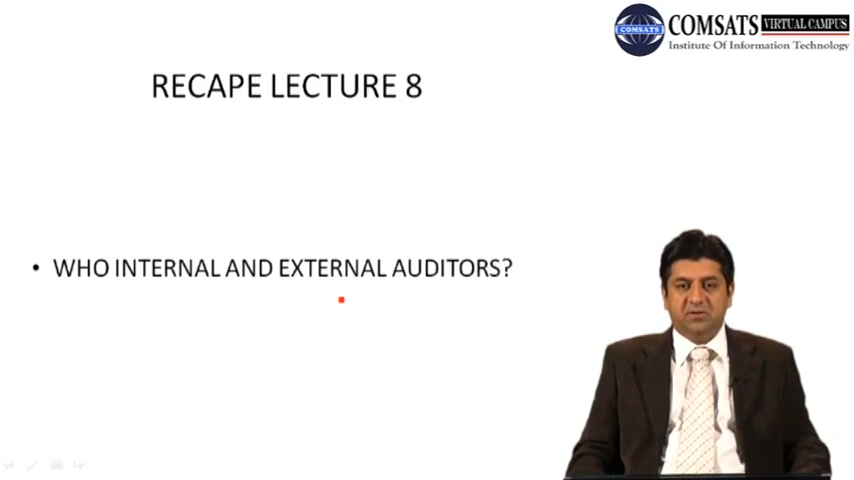 COMSATS VIRTUAL CAMPUS
Institute Of Information Technology
COMSATS
RECAPE LECTURE 8
• WHO INTERNAL AND EXTERNAL AUDITORS?